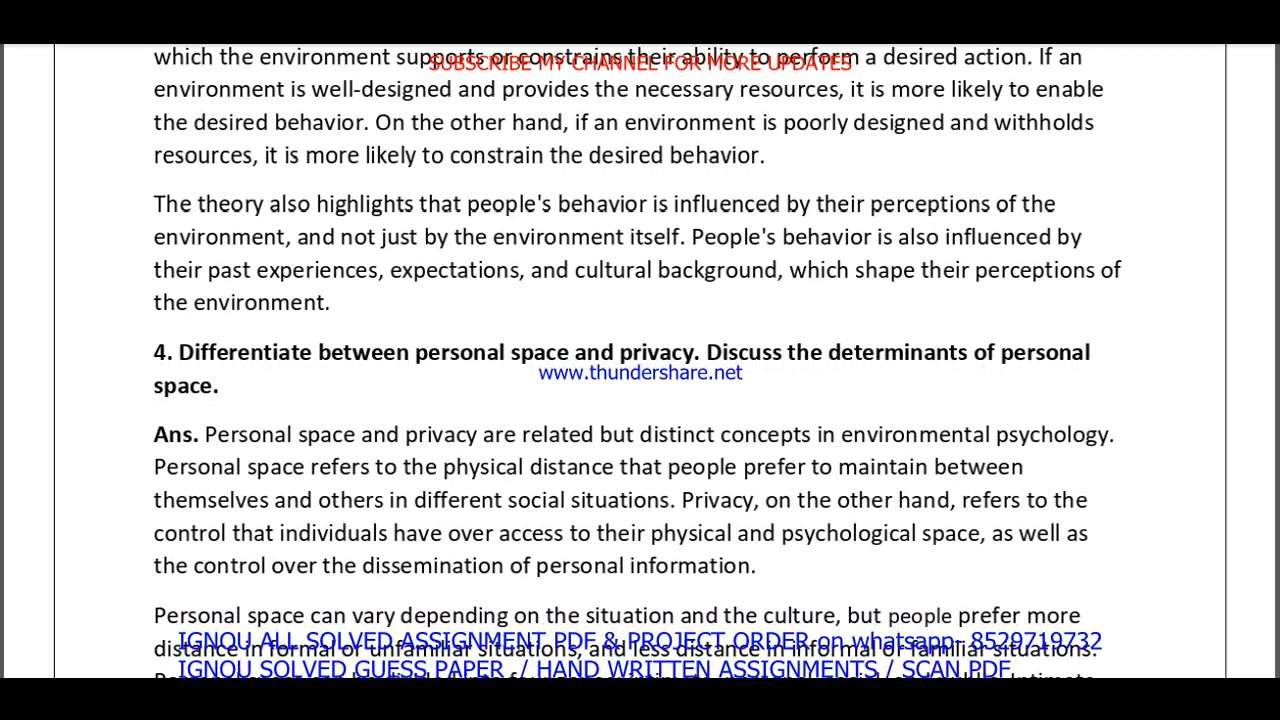 which the environment supports or constrains their ability to perform a desired action. If an
SUBSCRIBE MY CHANNEL FOR MORE UPDATES
environment is well-designed and provides the necessary resources, it is more likely to enable
the desired behavior. On the other hand, if an environment is poorly designed and withholds
resources, it is more likely to constrain the desired behavior.
The theory also highlights that people's behavior is influenced by their perceptions of the
environment, and not just by the environment itself. People's behavior is also influenced by
their past experiences, expectations, and cultural background, which shape their perceptions of
the environment.
4. Differentiate between personal space and privacy. Discuss the determinants of personal
www.thundershare.net
space.
Ans. Personal space and privacy are related but distinct concepts in environmental psychology.
Personal space refers to the physical distance that people prefer to maintain between
themselves and others in different social situations. Privacy, on the other hand, refers to the
control that individuals have over access to their physical and psychological space, as well as
the control over the dissemination of personal information.
Personal space can vary depending on the situation and the culture, but people prefer more
IGNOU ALL SOLVED ASSIGNMENT PDF & PROJECT ORDER on whatsapp- 8529719732
distance in formal or unfamiliar situations, and less distance in informal or familiar situations.
IGNOU SOLVED GUESS PAPER / HAND WRITTEN ASSIGNMENTS / SCAN PDF